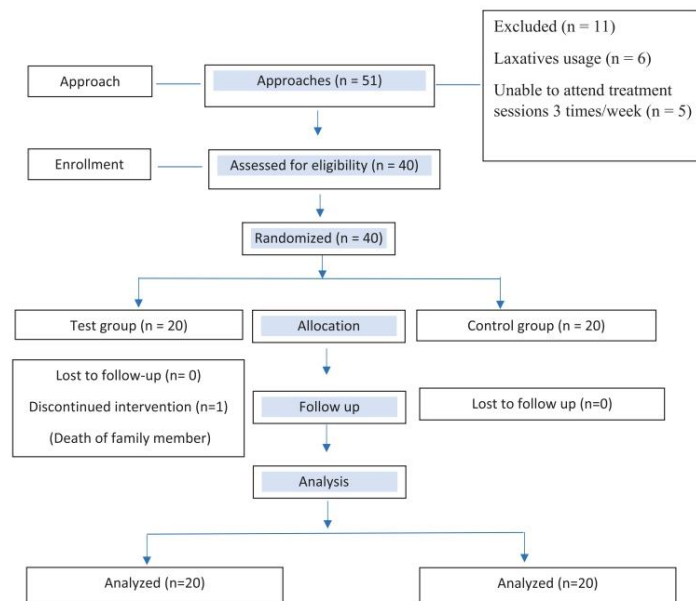 Excluded (n = 11)
Laxatives usage (n = 6)
Unable to attend treatment
sessions 3 times/week (n = 5)
Approach
Approaches (n = 51)
Enrollment
Assessed for eligibility (n = 40)
Randomized (n = 40)
Test group (n = 20)
Allocation
Control group (n = 20)
Lost to follow-up (n= 0)
Discontinued intervention (n=1)
(Death of family member)
Follow up
Lost to follow up (n=0)
Analysis
Analyzed (n=20)
Analyzed (n=20)